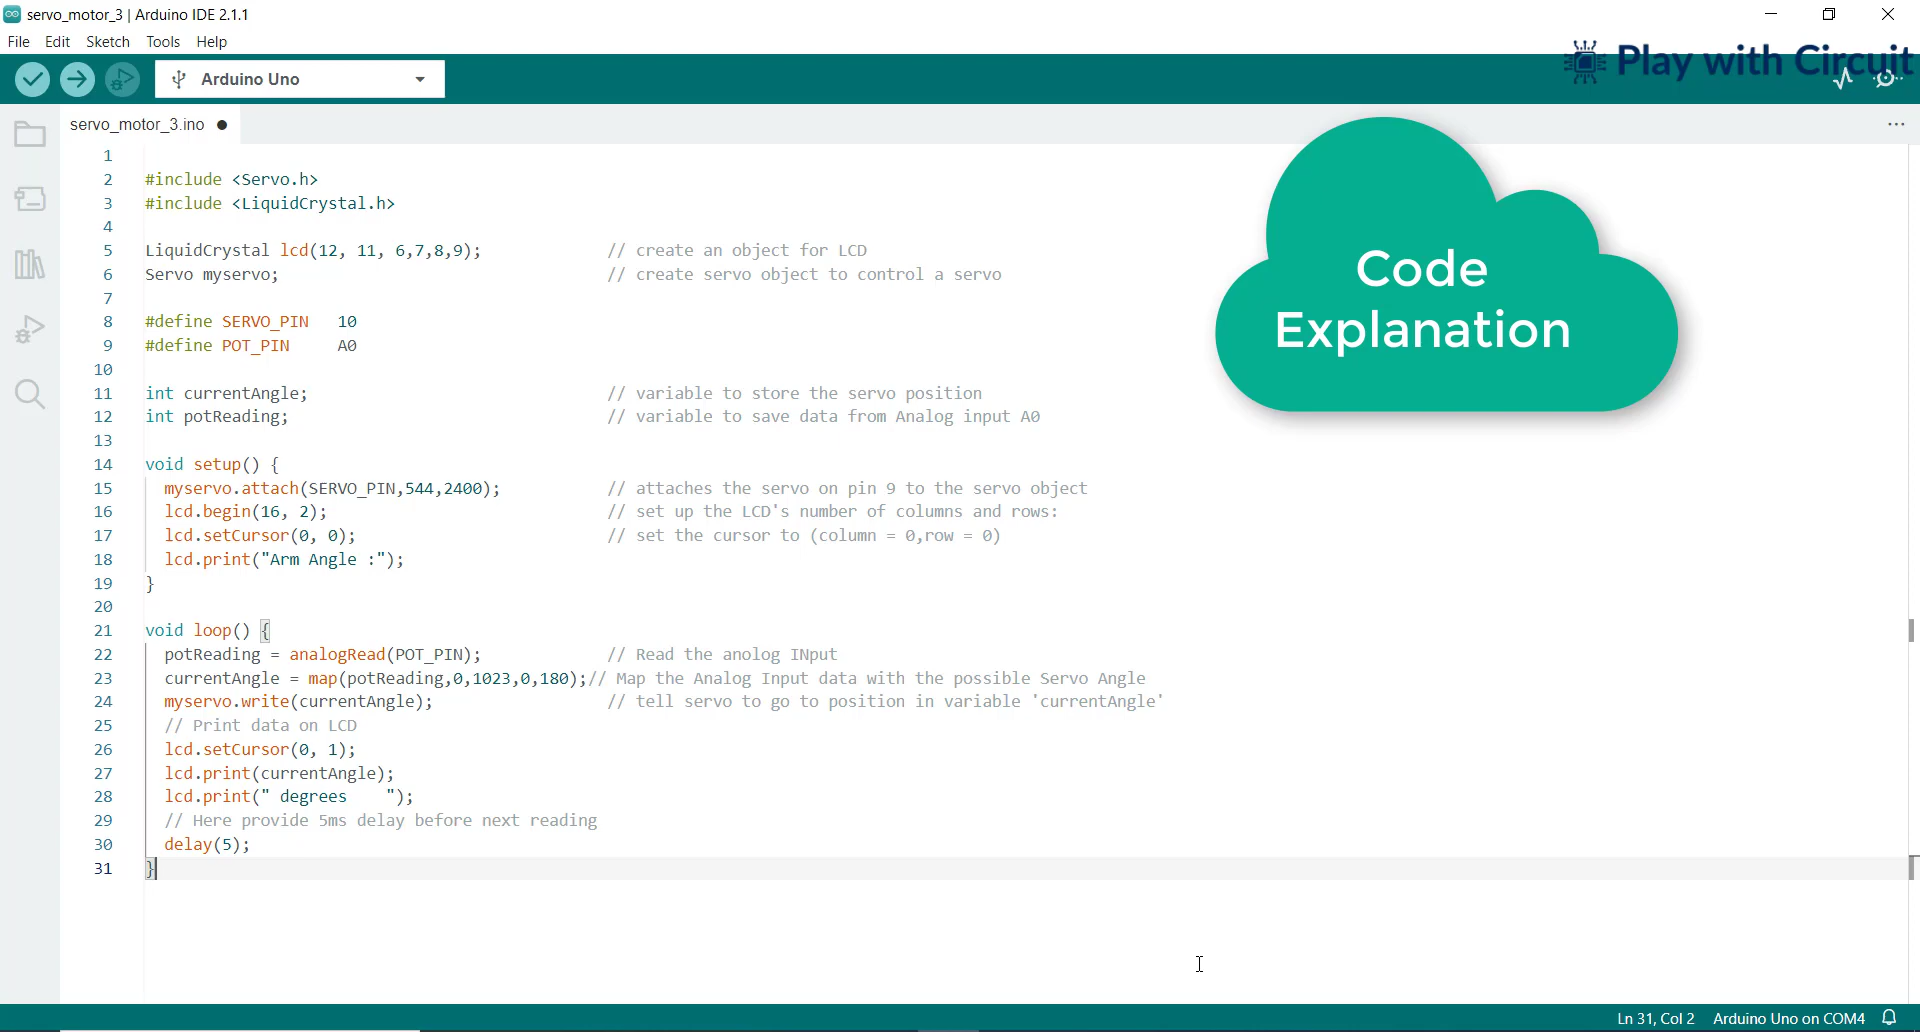 servo_motor_3 | Arduino IDE 2.1.1
File Edit Sketch Tools Help
Arduino Uno
Play with Circuit
servo_motor_3.ino
Code
Explanation
1
2 #include <Servo.h>
3 #include <LiquidCrystal.h>
4
5 LiquidCrystal lcd(12, 11, 6,7,8,9); // create an object for LCD
6 Servo myservo; // create servo object to control a servo
7
8 #define SERVO_PIN 10
9 #define POT_PIN A0
10
11 int currentAngle; // variable to store the servo position
12 int potReading; // variable to save data from Analog input A0
13
14 void setup() {
15 myservo.attach(SERVO_PIN,544,2400); // attaches the servo on pin 9 to the servo object
16 lcd.begin(16, 2); // set up the LCD's number of columns and rows:
17 lcd.setCursor(0, 0); // set the cursor to (column = 0,row = 0)
18 lcd.print("Arm Angle :");
19 }
20
21 void loop() {
22 potReading = analogRead(POT_PIN); // Read the anolog INput
23 currentAngle = map(potReading,0,1023,0,180);// Map the Analog Input data with the possible Servo Angle
24 myservo.write(currentAngle); // tell servo to go to position in variable 'currentAngle'
25 // Print data on LCD
26 lcd.setCursor(0, 1);
27 lcd.print(currentAngle);
28 lcd.print(" degrees    ");
29 // Here provide 5ms delay before next reading
30 delay(5);
31 }
Ln 31, Col 2 Arduino Uno on COM4